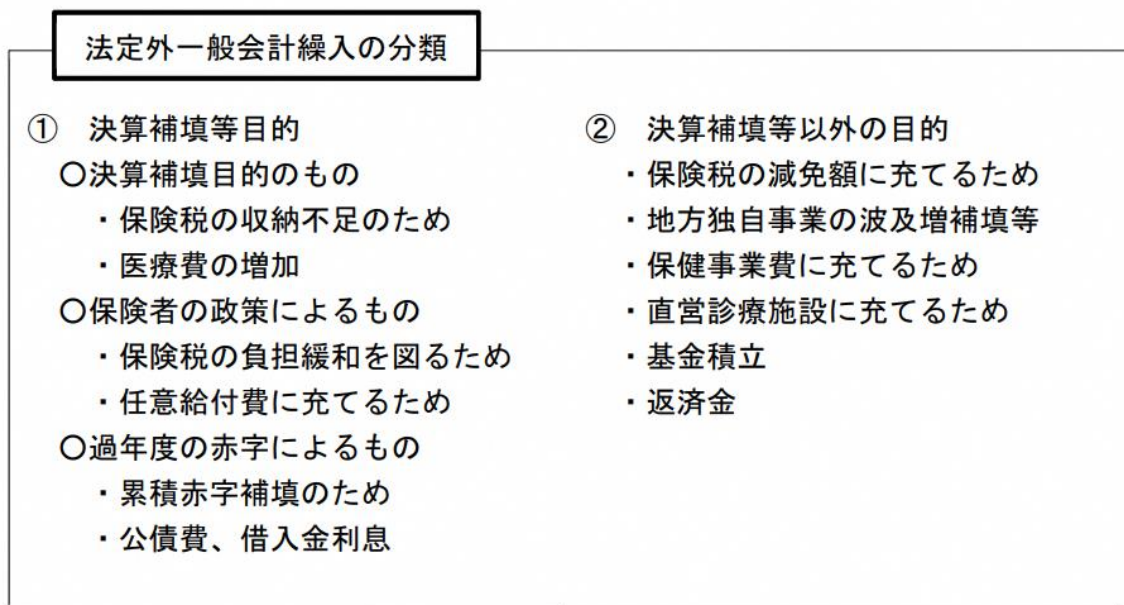 法定外一般会計繰入の分類
① 決算補填等目的
〇決算補填目的のもの
・保険税の収納不足のため
・医療費の増加
〇保険者の政策によるもの
・保険税の負担緩和を図るため
・任意給付費に充てるため
〇過年度の赤字によるもの
・累積赤字補填のため
・公債費、借入金利息
② 決算補填等以外の目的
・保険税の減免額に充てるため
・地方独自事業の波及増補填等
・保健事業費に充てるため
・直営診療施設に充てるため
・基金積立
・返済金